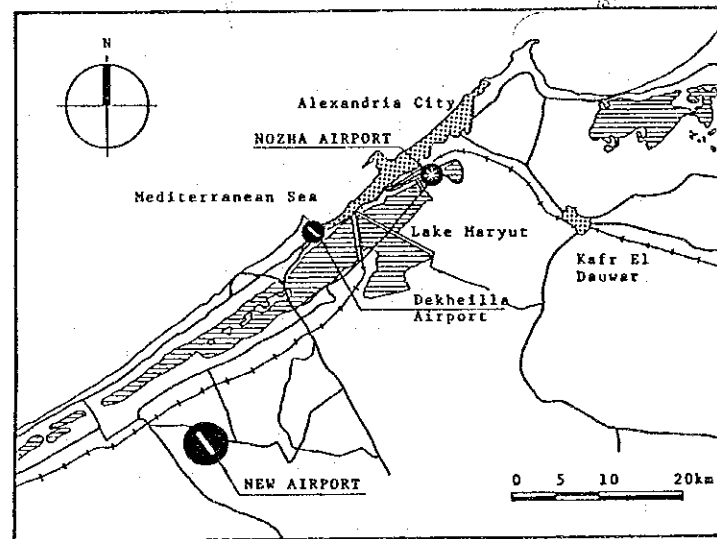 N
Alexandria City
NOZHA AIRPORT
Mediterranean Sea
Lake Maryut
Kafr El
Dauwar
Dekheilla
Airport
NEW AIRPORT
0 5 10 20km